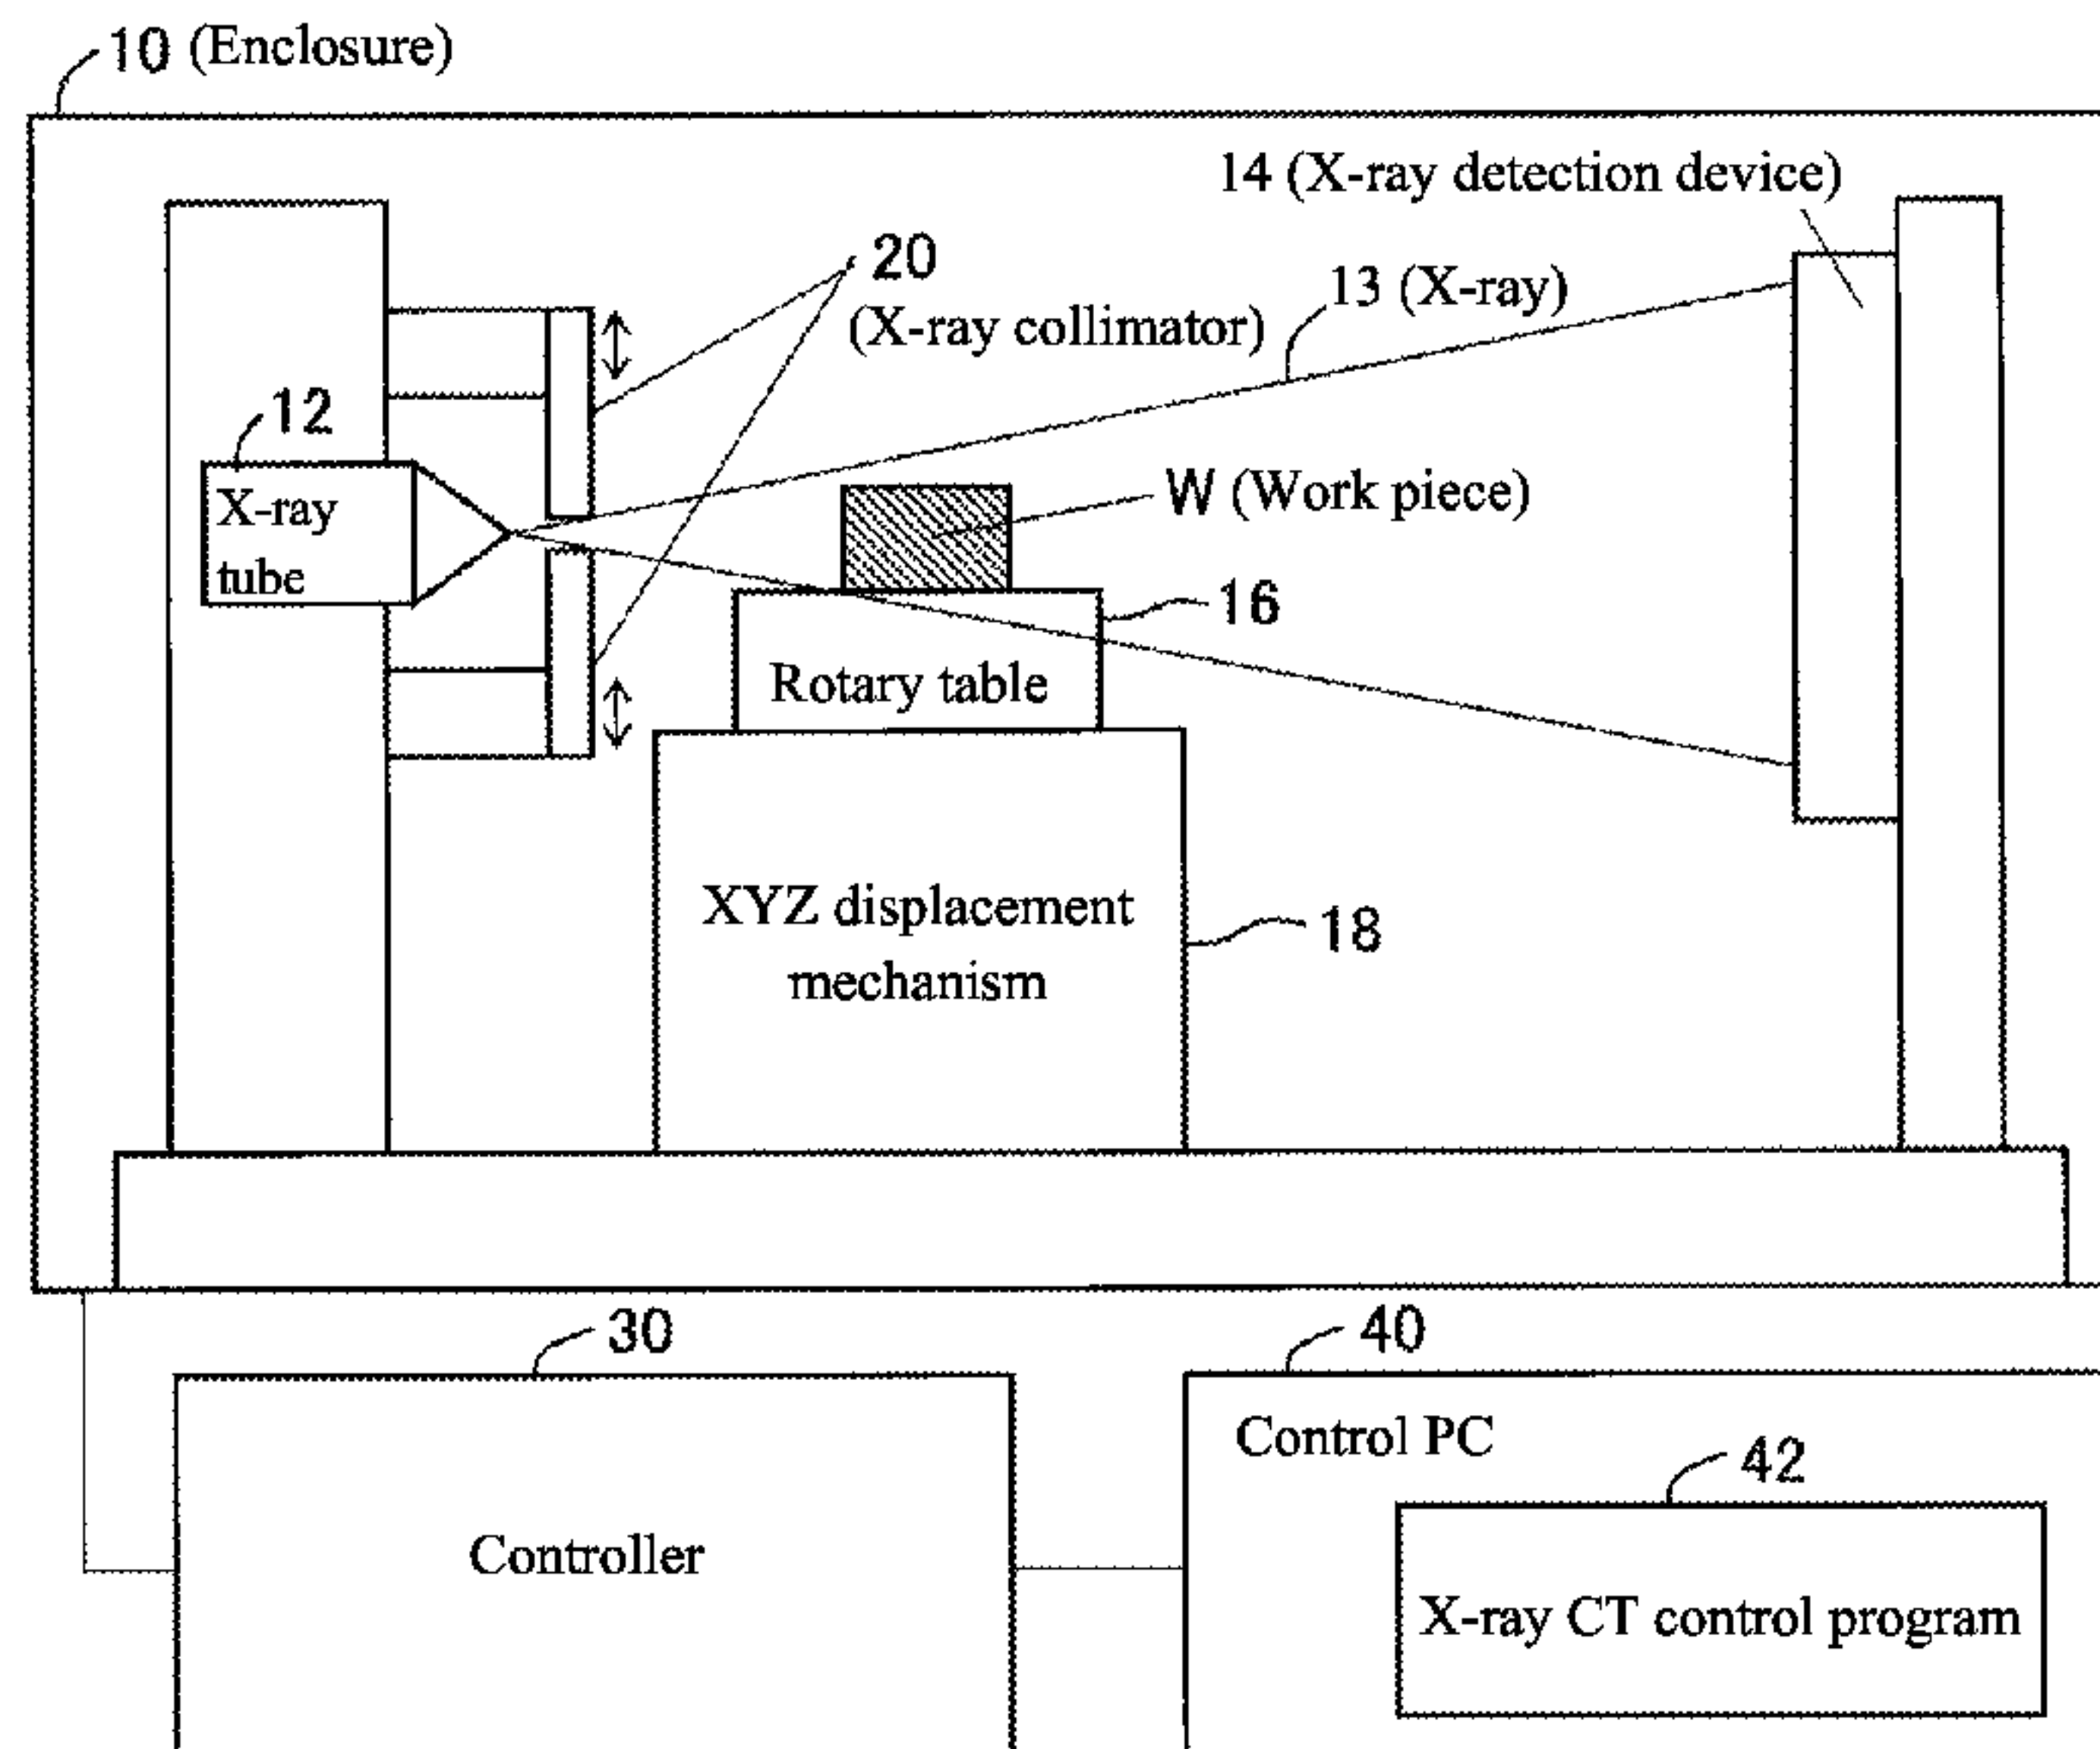 10 (Enclosure)
14 (X-ray detection device)
20
(X-ray collimator)
13 (X-ray)
12
X-ray
tube
W (Work piece)
16
Rotary table
XYZ displacement
mechanism
18
30
40
Control PC
42
Controller
X-ray CT control program